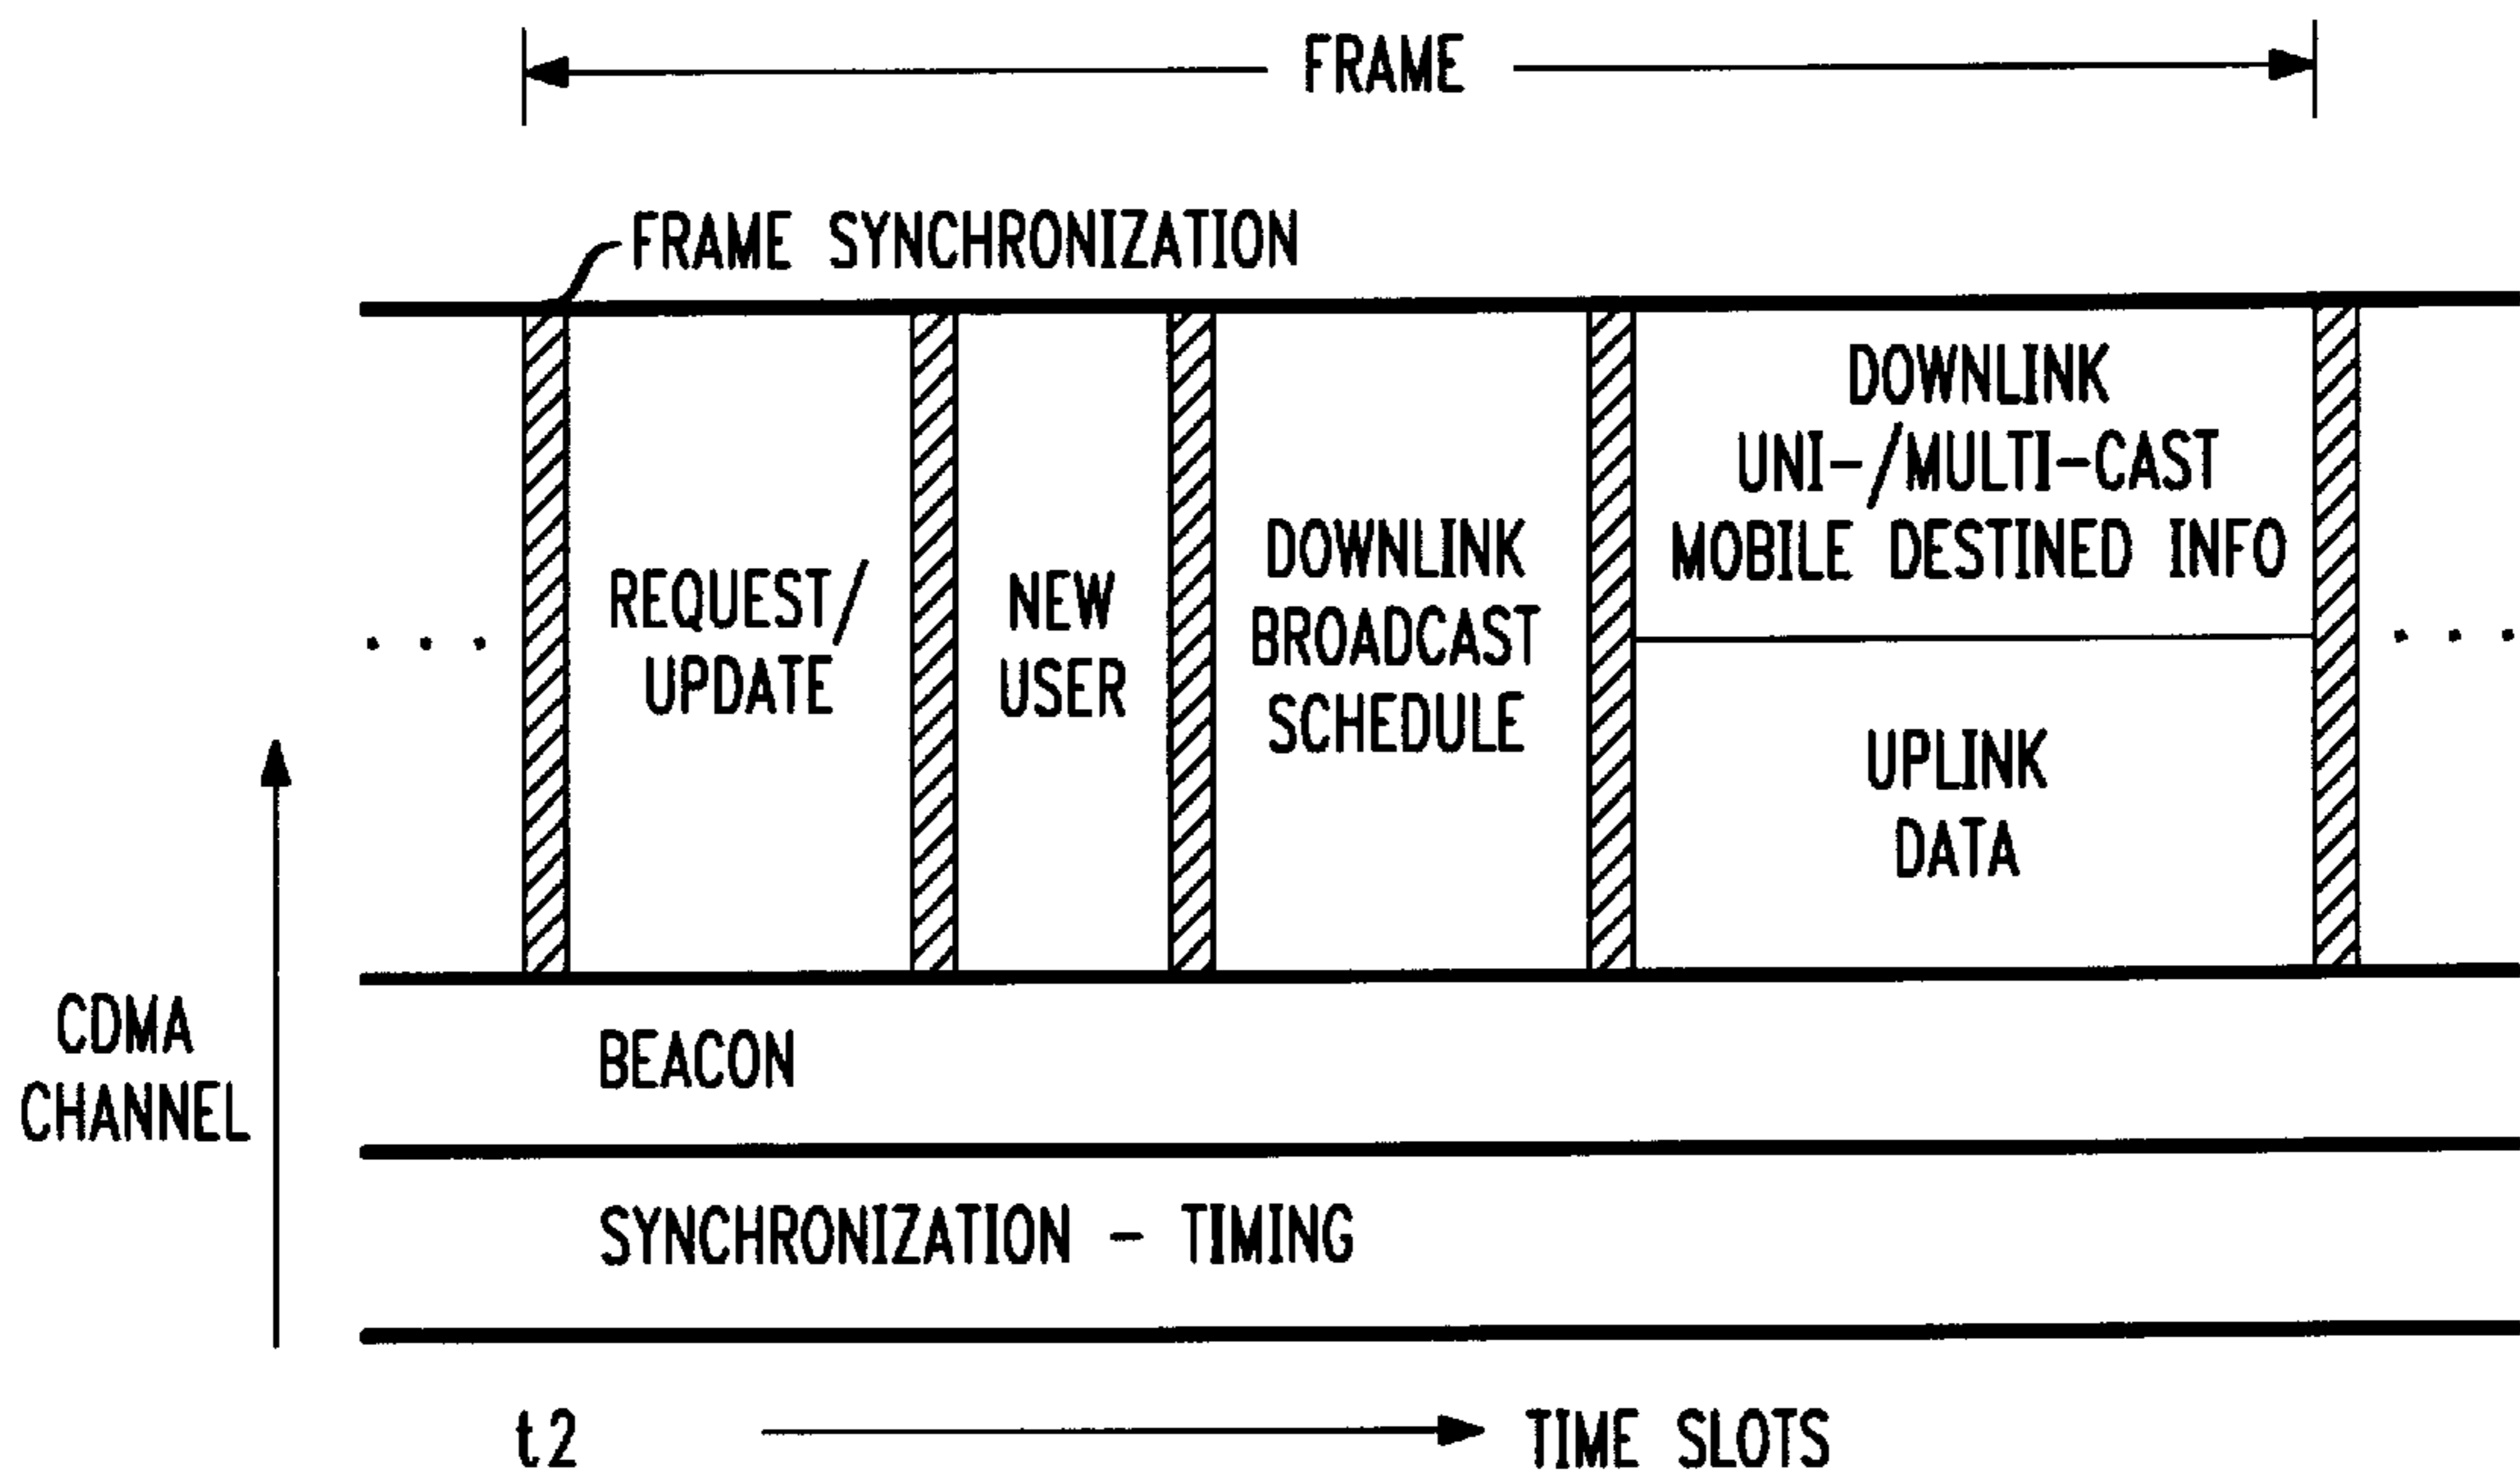 FRAME
FRAME SYNCHRONIZATION
REQUEST/
UPDATE
NEW
USER
DOWNLINK
BROADCAST
SCHEDULE
DOWNLINK
UNI-/MULTI-CAST
MOBILE DESTINED INFO
UPLINK
DATA
. . .
. . .
CDMA
CHANNEL
BEACON
SYNCHRONIZATION - TIMING
t2
TIME SLOTS